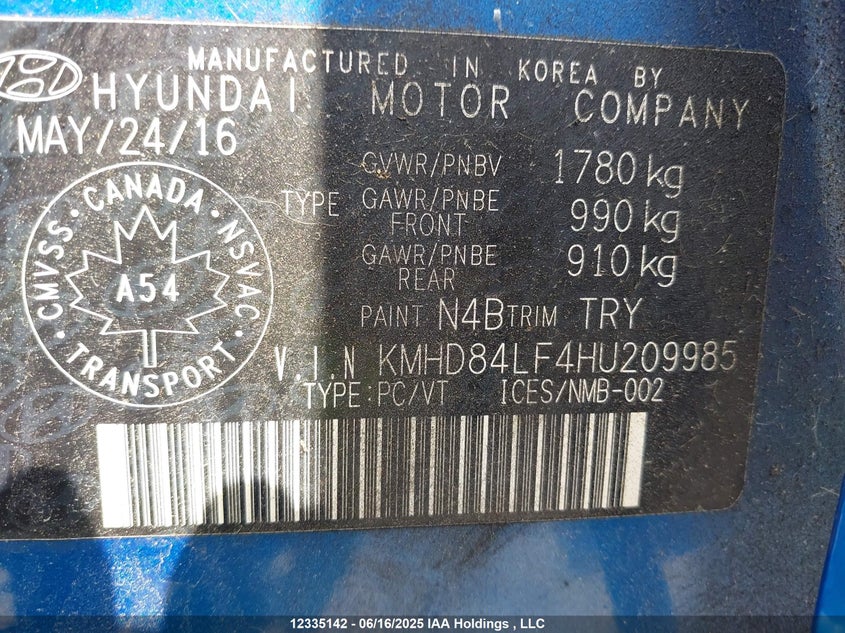 MANUFACTURED IN KOREA BY
HYUNDAI MOTOR COMPANY
MAY/24/16
GVWR/PNBV 1780 kg
TYPE GAWR/PNBE FRONT 990 kg
GAWR/PNBE REAR 910 kg
CMVSS · CANADA · NSVAC · TRANSPORT ·
A54
PAINT N4B TRIM TRY
V.I.N KMHD84LF4HU209985
TYPE:PC/VT ICES/NMB-002
12335142 - 06/16/2025 IAA Holdings , LLC